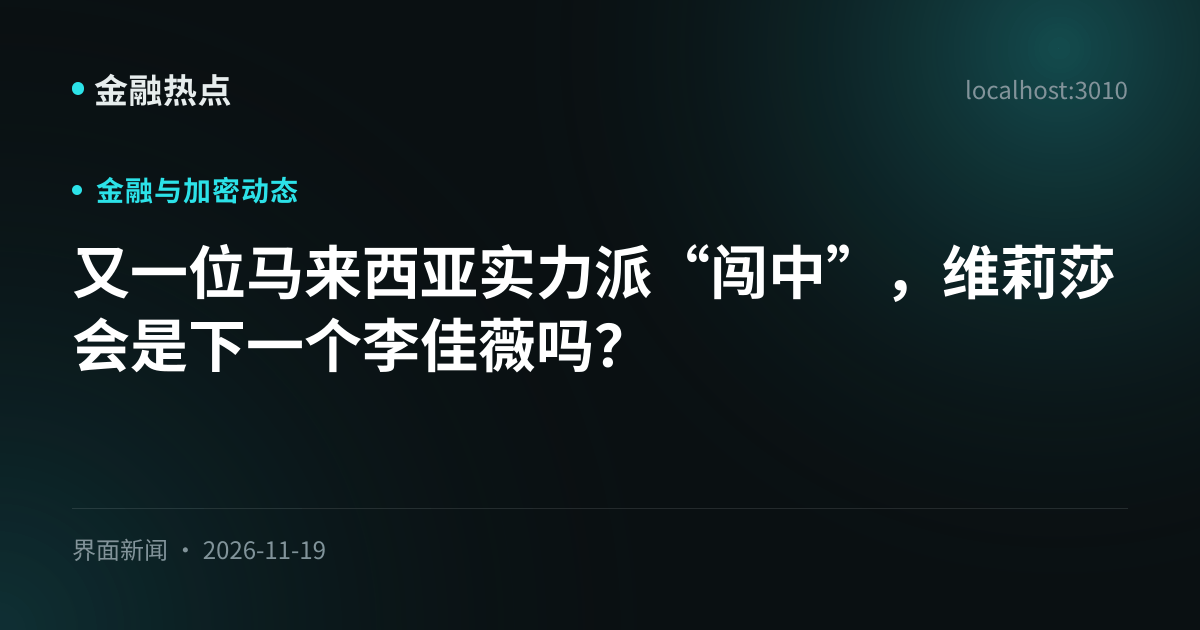 金融热点
localhost:3010
金融与加密动态
又一位马来西亚实力派“闯中”，维莉莎
会是下一个李佳薇吗？
界面新闻 · 2026-11-19